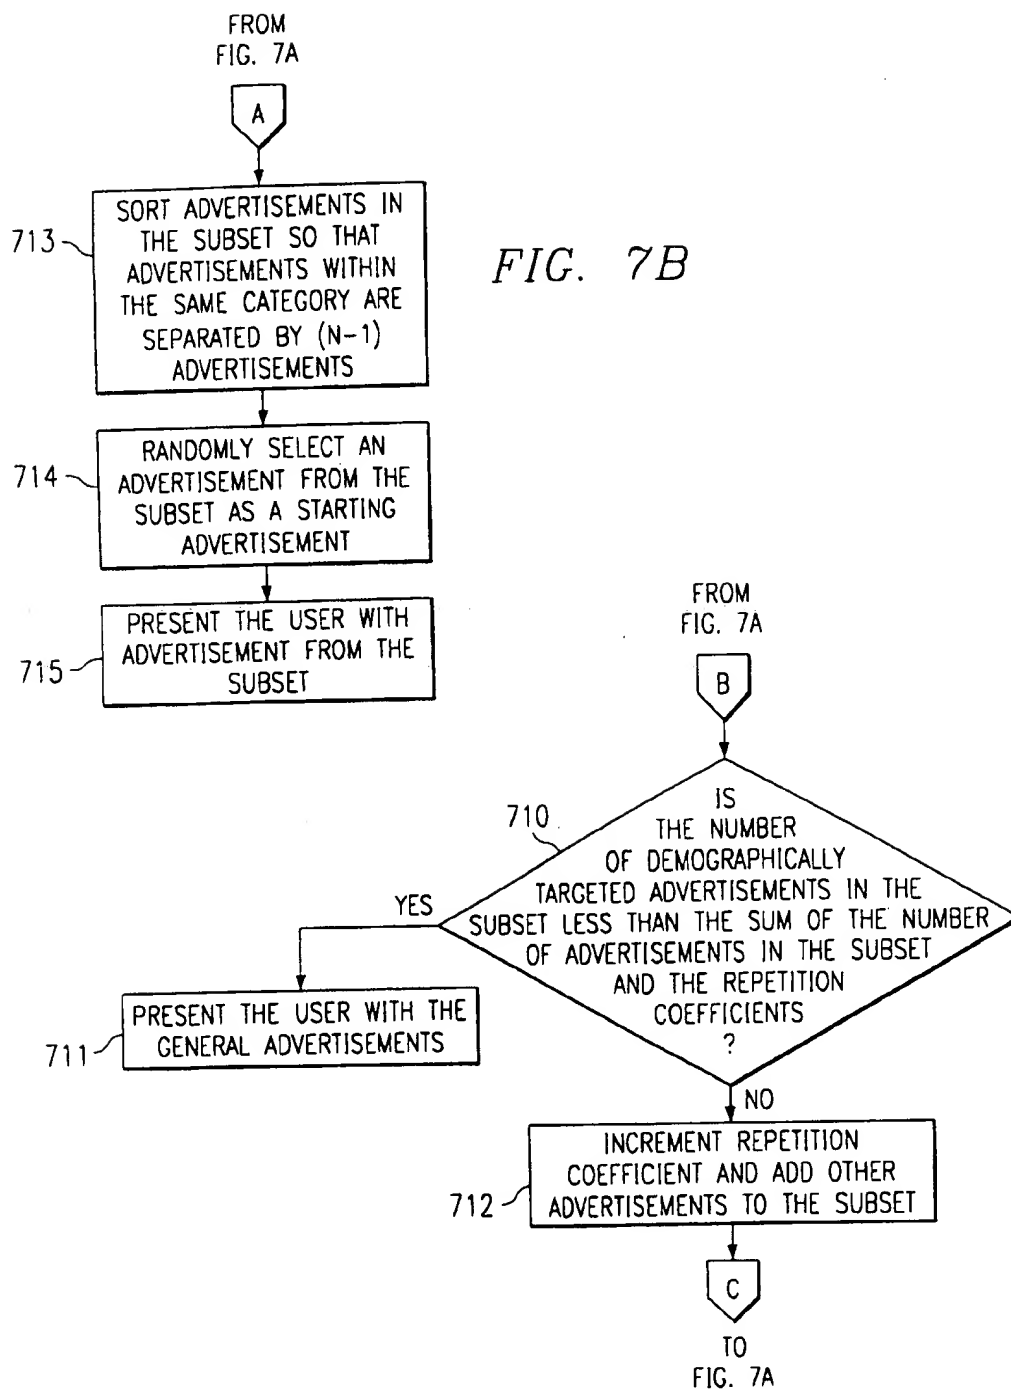 FROM
FIG. 7A
A
713
SORT ADVERTISEMENTS IN
THE SUBSET SO THAT
ADVERTISEMENTS WITHIN
THE SAME CATEGORY ARE
SEPARATED BY (N-1)
ADVERTISEMENTS
FIG. 7B
714
RANDOMLY SELECT AN
ADVERTISEMENT FROM THE
SUBSET AS A STARTING
ADVERTISEMENT
715
PRESENT THE USER WITH
ADVERTISEMENT FROM THE
SUBSET
FROM
FIG. 7A
B
710
IS
THE NUMBER
OF DEMOGRAPHICALLY
TARGETED ADVERTISEMENTS IN THE
SUBSET LESS THAN THE SUM OF THE NUMBER
OF ADVERTISEMENTS IN THE SUBSET
AND THE REPETITION
COEFFICIENTS
?
YES
711
PRESENT THE USER WITH THE
GENERAL ADVERTISEMENTS
NO
712
INCREMENT REPETITION
COEFFICIENT AND ADD OTHER
ADVERTISEMENTS TO THE SUBSET
C
TO
FIG. 7A